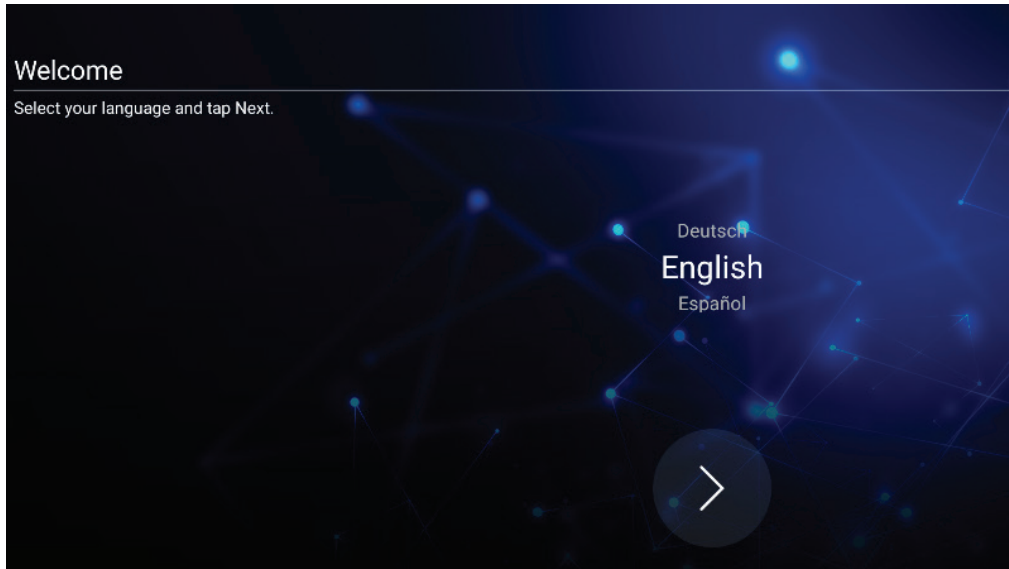 Welcome
Select your language and tap Next.
Deutsch
English
Español